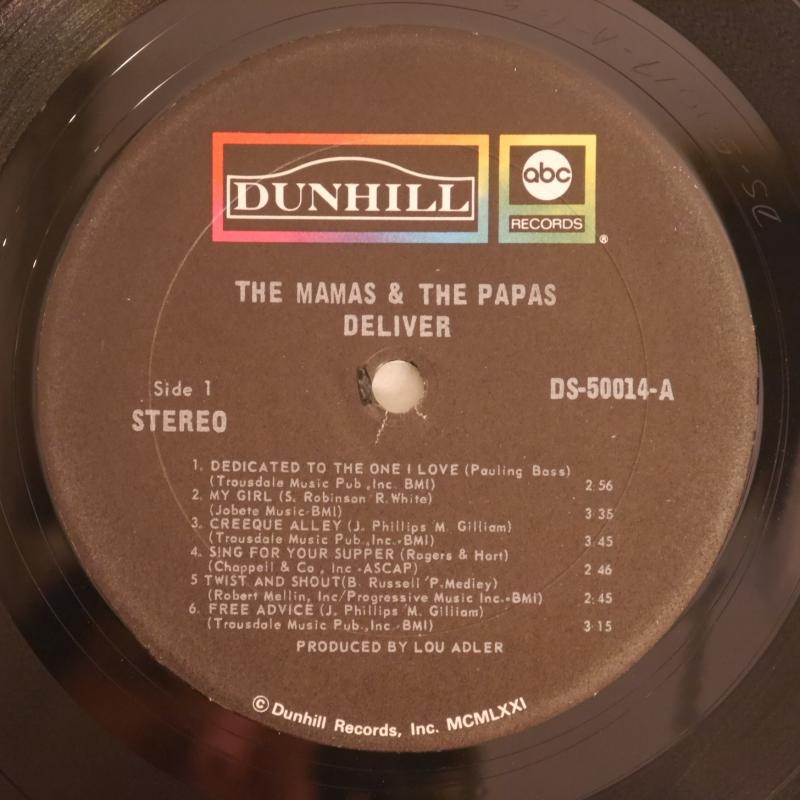 DUNHILL
abc
RECORDS
®
THE MAMAS & THE PAPAS
DELIVER
Side 1
STEREO
DS-50014-A
1. DEDICATED TO THE ONE I LOVE (Pauling Bass)
(Trousdale Music Pub.,Inc. BMI) 2 56
2. MY GIRL (S. Robinson R. White)
(Jobete Music-BMI) 3 35
3. CREEQUE ALLEY (J. Phillips M. Gilliam)
(Trousdale Music Pub.,Inc.-BMI) 3 45
4. SING FOR YOUR SUPPER (Rogers & Hart)
(Chappell & Co., Inc.-ASCAP) 2 46
5 TWIST AND SHOUT(B. Russell P.Medley)
(Robert Mellin, Inc/Progressive Music Inc.-BMI) 2:45
6. FREE ADVICE (J. Phillips M. Gilliam)
(Trousdale Music Pub.,Inc-BMI) 3 15
PRODUCED BY LOU ADLER
© Dunhill Records, Inc. MCMLXXI